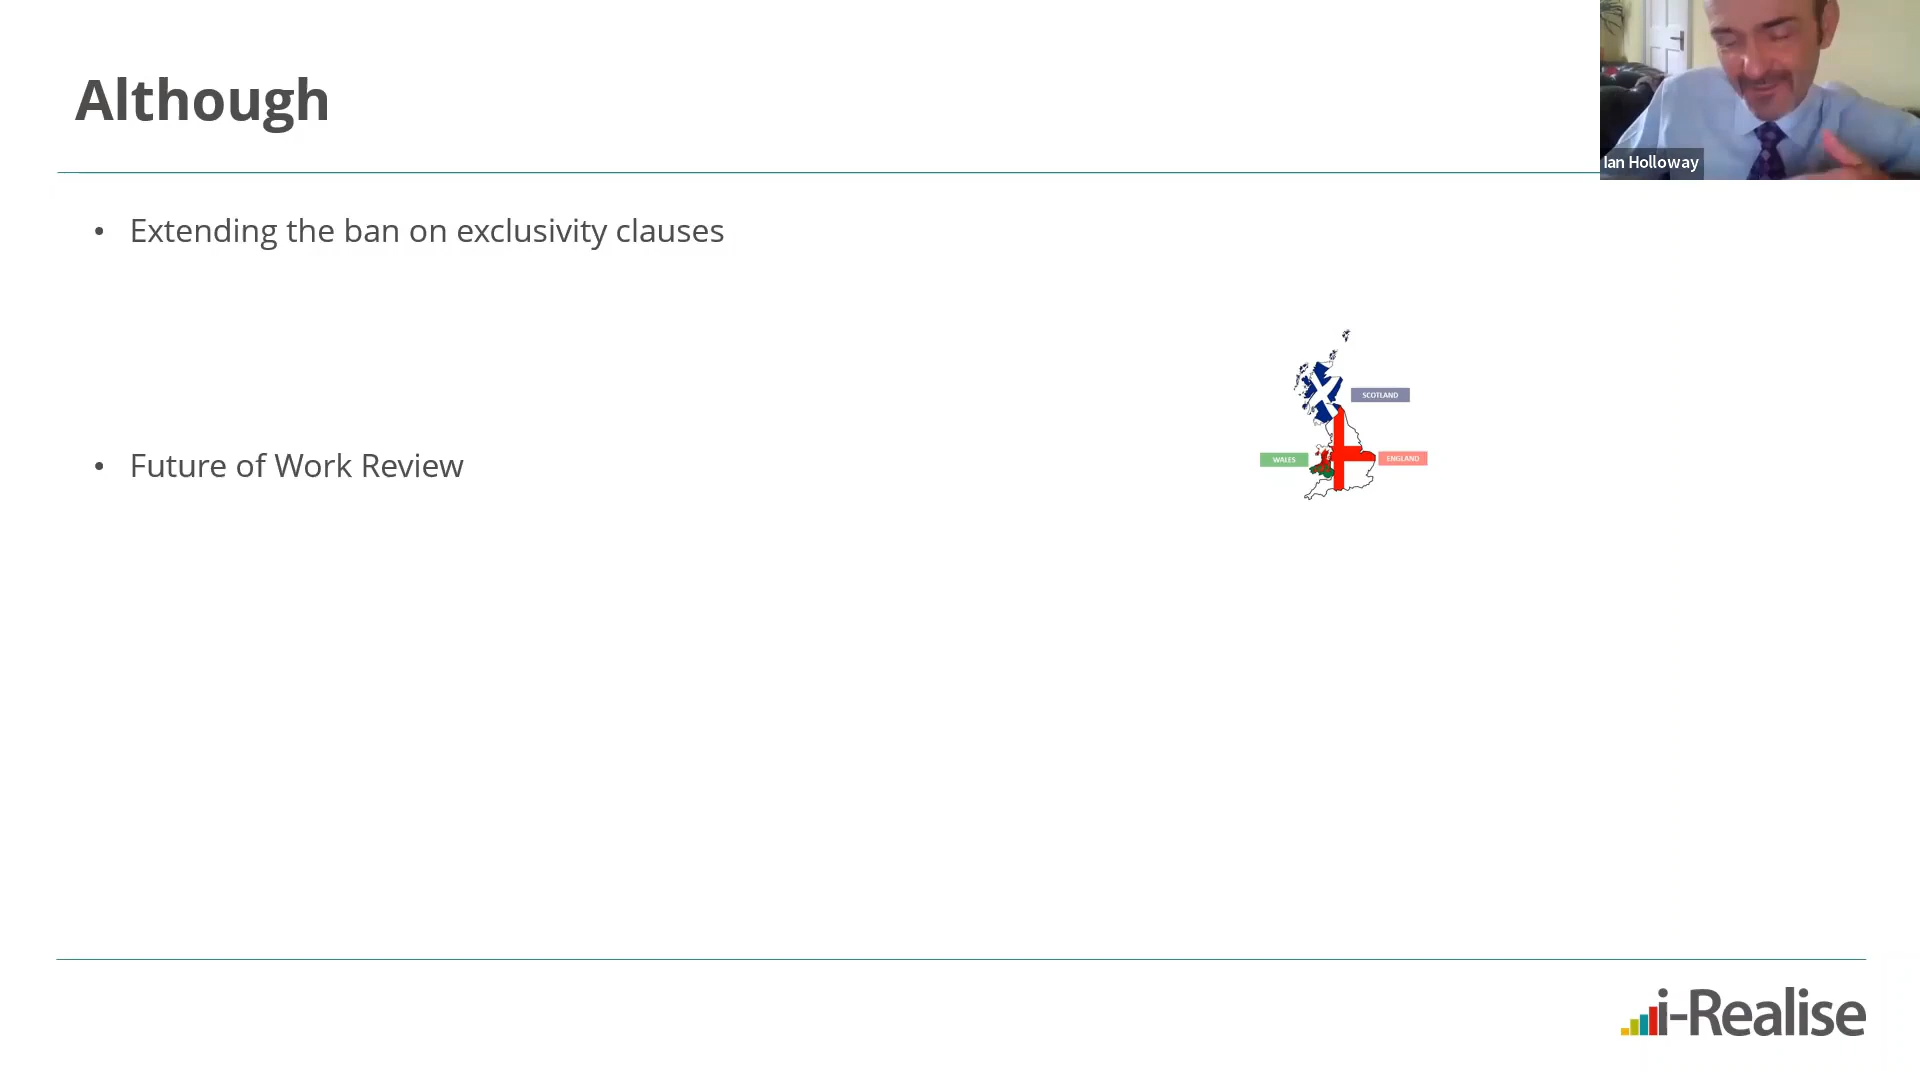 Although
Ian Holloway
• Extending the ban on exclusivity clauses
SCOTLAND
WALES
ENGLAND
• Future of Work Review
i-Realise